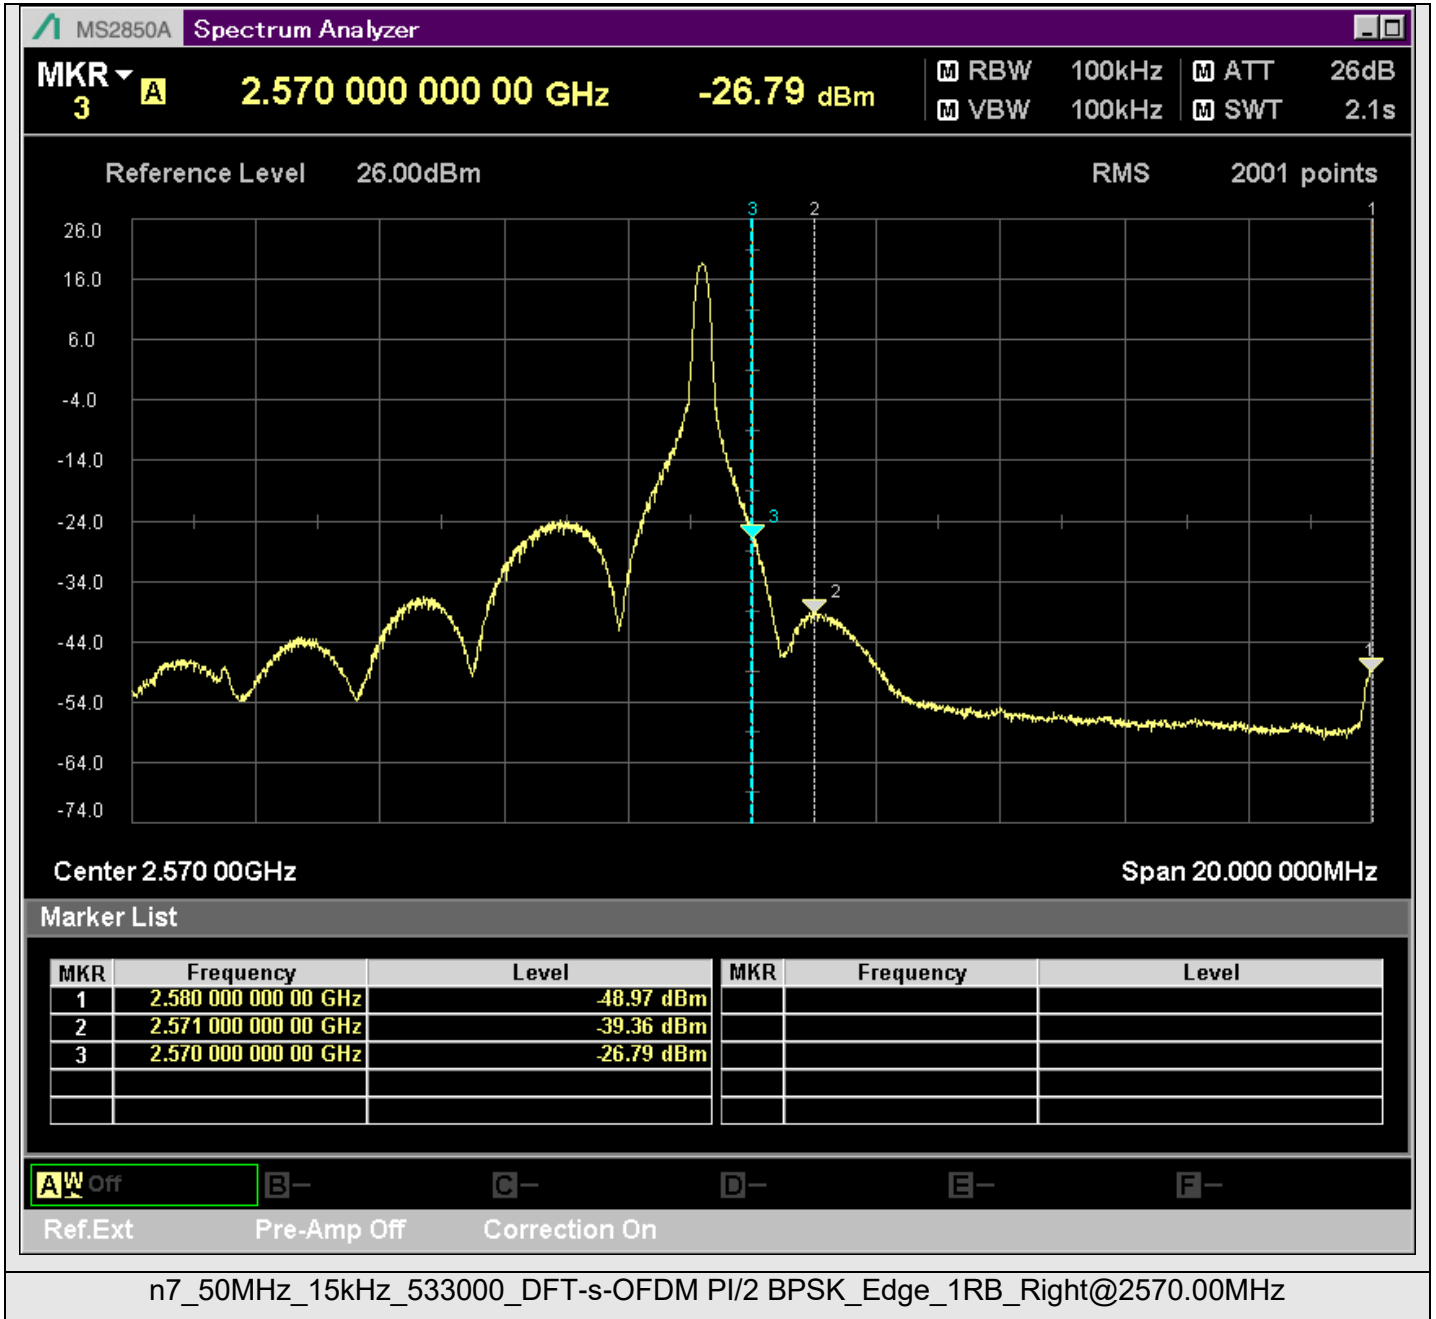 MS2850A Spectrum Analyzer
MKR 3 A 2.570 000 000 00 GHz -26.79 dBm
M RBW 100kHz M ATT 26dB
M VBW 100kHz M SWT 2.1s
Reference Level 26.00dBm RMS 2001 points
3 2 1
26.0
16.0
6.0
-4.0
-14.0
-24.0
3
-34.0
2
-44.0
1
-54.0
-64.0
-74.0
Center 2.570 00GHz Span 20.000 000MHz
Marker List
MKR Frequency Level MKR Frequency Level
1 2.580 000 000 00 GHz -48.97 dBm
2 2.571 000 000 00 GHz -39.36 dBm
3 2.570 000 000 00 GHz -26.79 dBm
A W Off B – C – D – E – F –
Ref.Ext Pre-Amp Off Correction On
n7_50MHz_15kHz_533000_DFT-s-OFDM PI/2 BPSK_Edge_1RB_Right@2570.00MHz